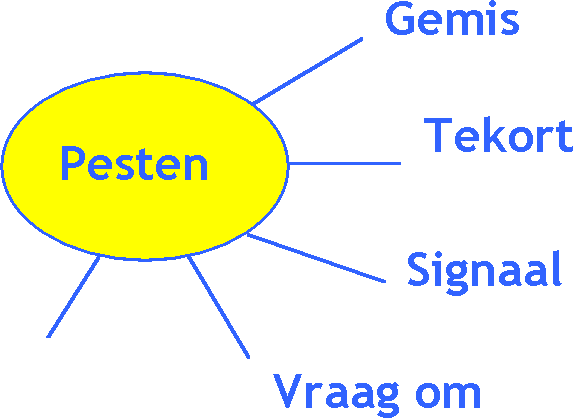 Gemis
Tekort
Pesten
Signaal
Vraag om